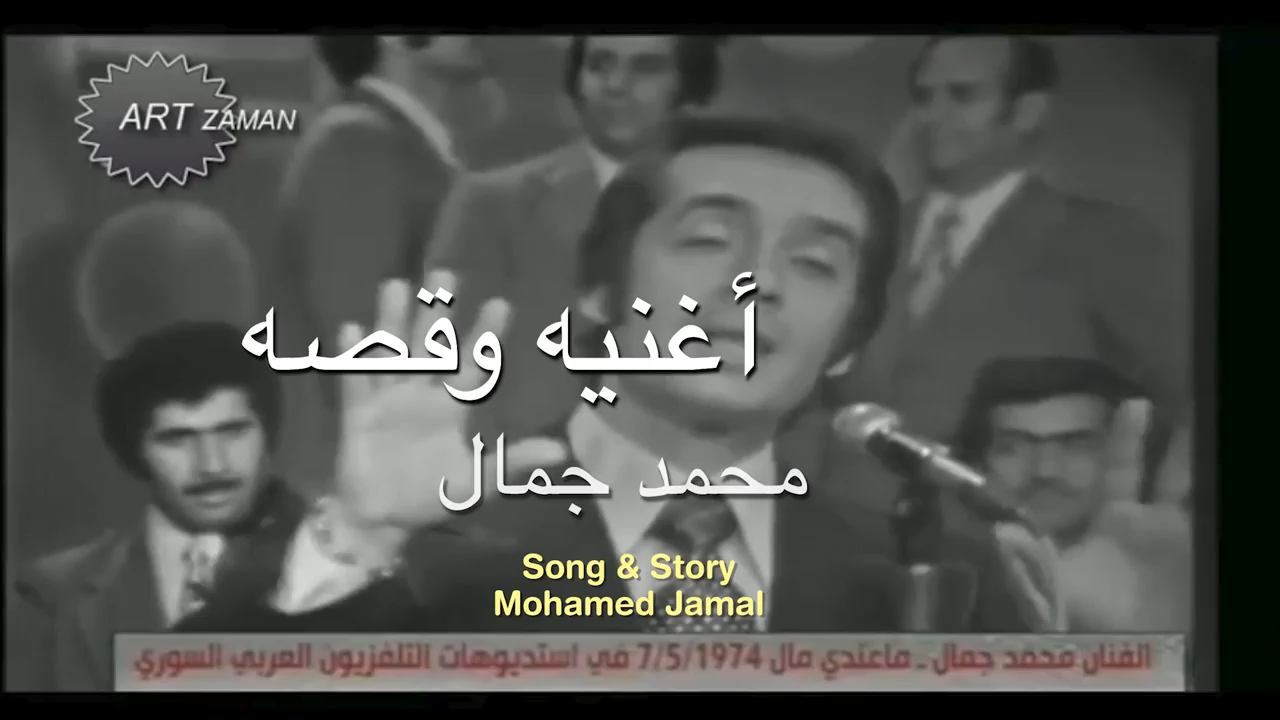 ART ZAMAN
أغنيه وقصه
محمد جمال
Song & Story
Mohamed Jamal
الفنان محمد جمال - ماعندي مال 7/5/1974 في استديوهات التلفزيون العربي السوري